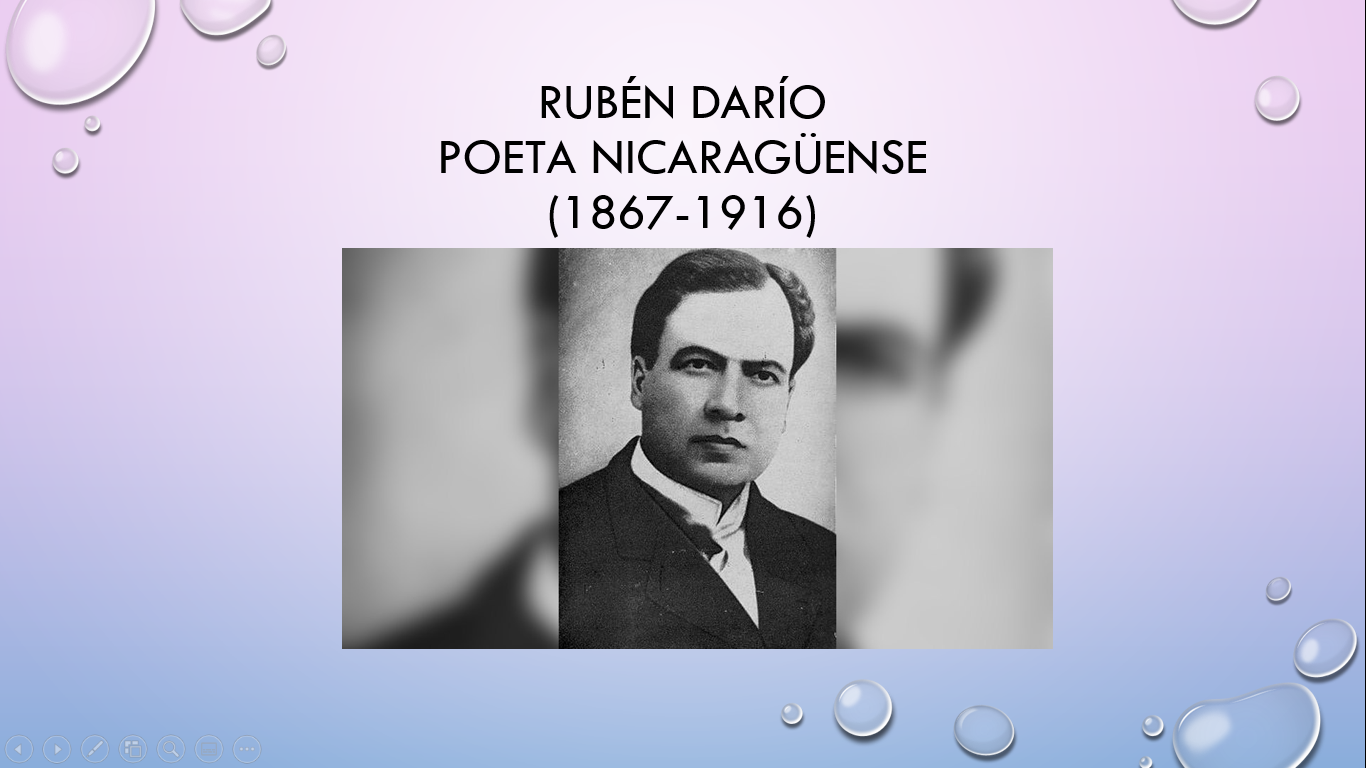 RUBÉN DARÍO
POETA NICARAGÜENSE
(1867-1916)